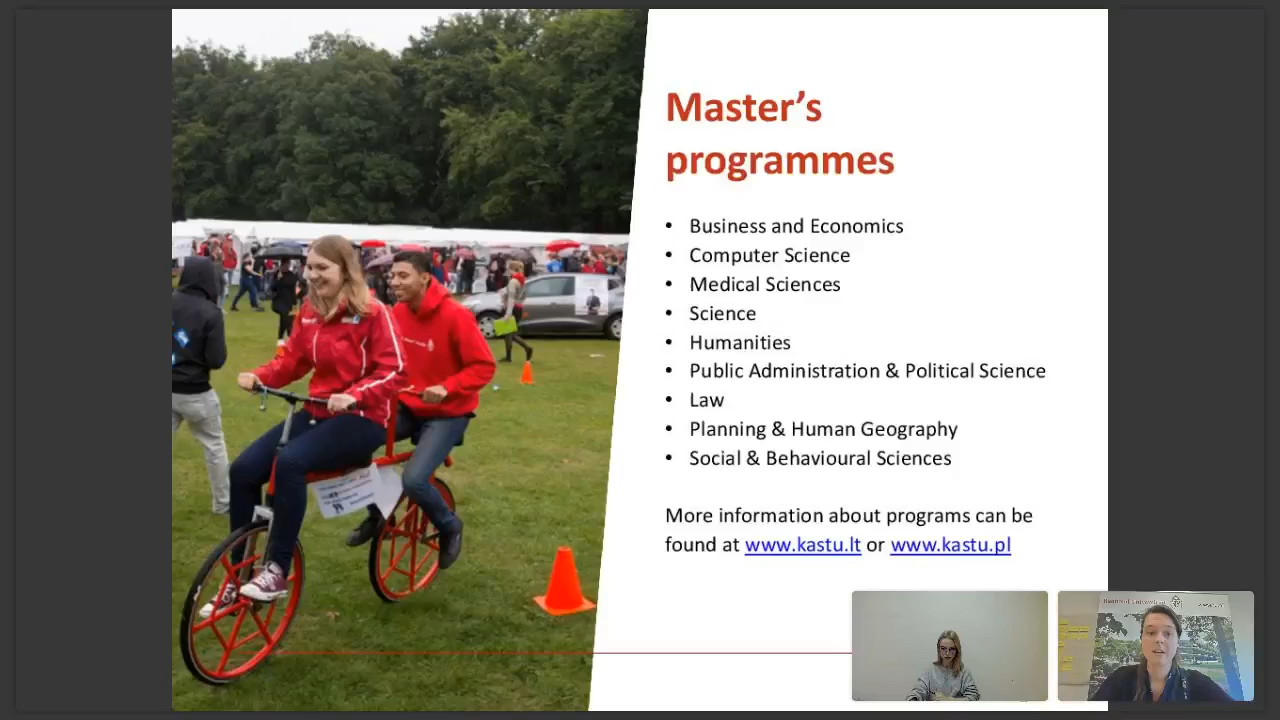 Master's
programmes
• Business and Economics
• Computer Science
• Medical Sciences
• Science
• Humanities
• Public Administration & Political Science
• Law
• Planning & Human Geography
• Social & Behavioural Sciences
More information about programs can be
found at www.kastu.lt or www.kastu.pl